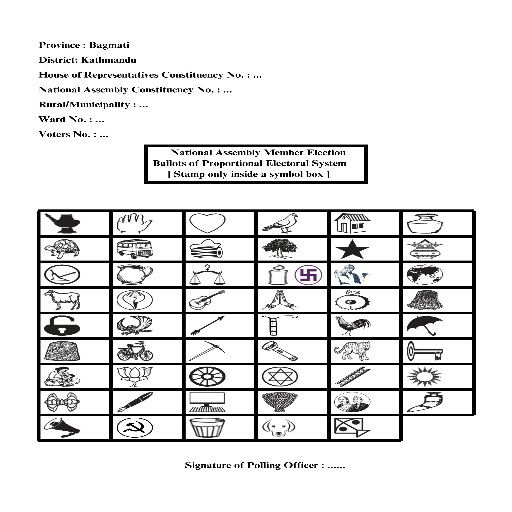 Province : Bagmati
District: Kathmandu
House of Representatives Constituency No. : ...
National Assembly Constituency No. : ...
Rural/Municipality : ...
Ward No. : ...
Voters No. : ...
National Assembly Member Election
Ballots of Proportional Electoral System
[ Stamp only inside a symbol box ]
Signature of Polling Officer : ......